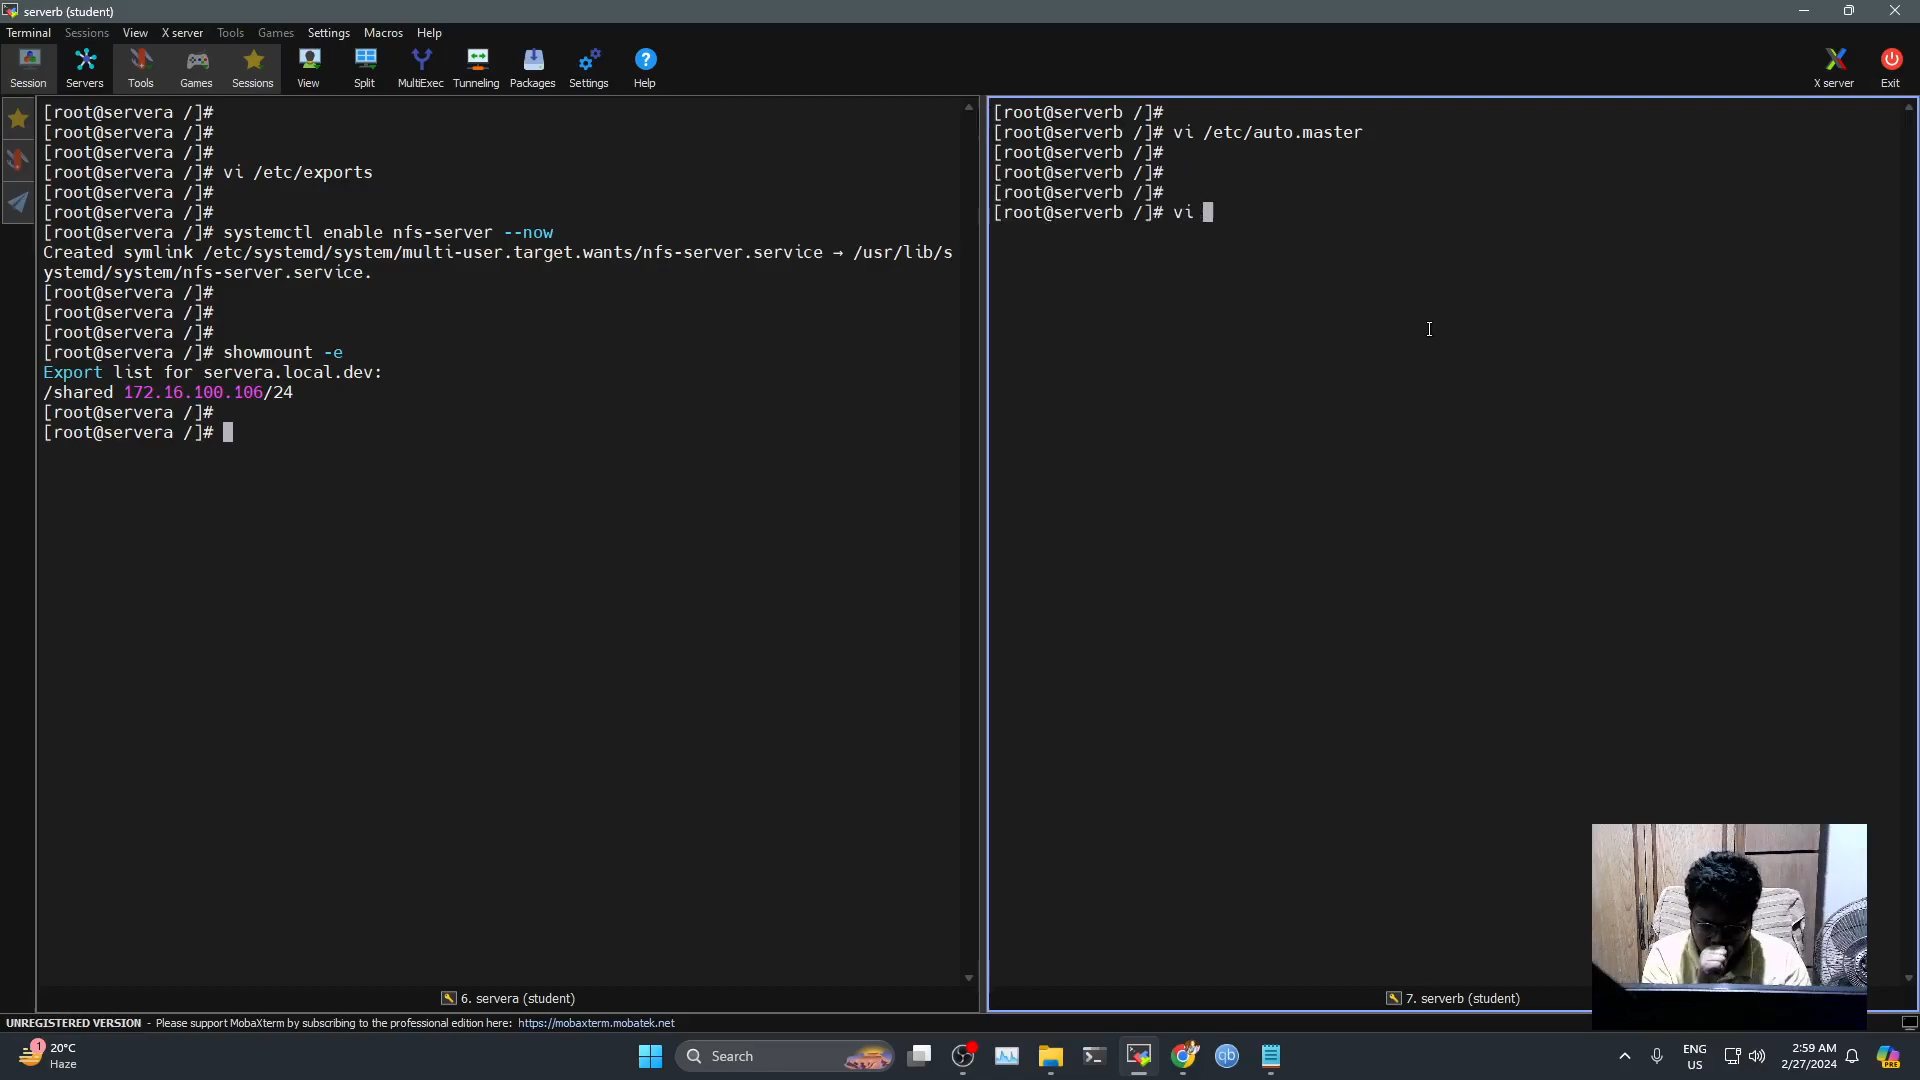 serverb (student)
Terminal Sessions View X server Tools Games Settings Macros Help
Session Servers Tools Games Sessions View Split MultiExec Tunneling Packages Settings Help X server Exit
[root@servera /]#
[root@servera /]#
[root@servera /]#
[root@servera /]# vi /etc/exports
[root@servera /]#
[root@servera /]#
[root@servera /]# systemctl enable nfs-server --now
Created symlink /etc/systemd/system/multi-user.target.wants/nfs-server.service → /usr/lib/s
ystemd/system/nfs-server.service.
[root@servera /]#
[root@servera /]#
[root@servera /]#
[root@servera /]# showmount -e
Export list for servera.local.dev:
/shared 172.16.100.106/24
[root@servera /]#
[root@servera /]#
6. servera (student)
[root@serverb /]#
[root@serverb /]# vi /etc/auto.master
[root@serverb /]#
[root@serverb /]#
[root@serverb /]#
[root@serverb /]# vi
7. serverb (student)
UNREGISTERED VERSION - Please support MobaXterm by subscribing to the professional edition here: https://mobaxterm.mobatek.net
1
20°C
Haze
Search
qb
ENG
US
2:59 AM
2/27/2024
PRE